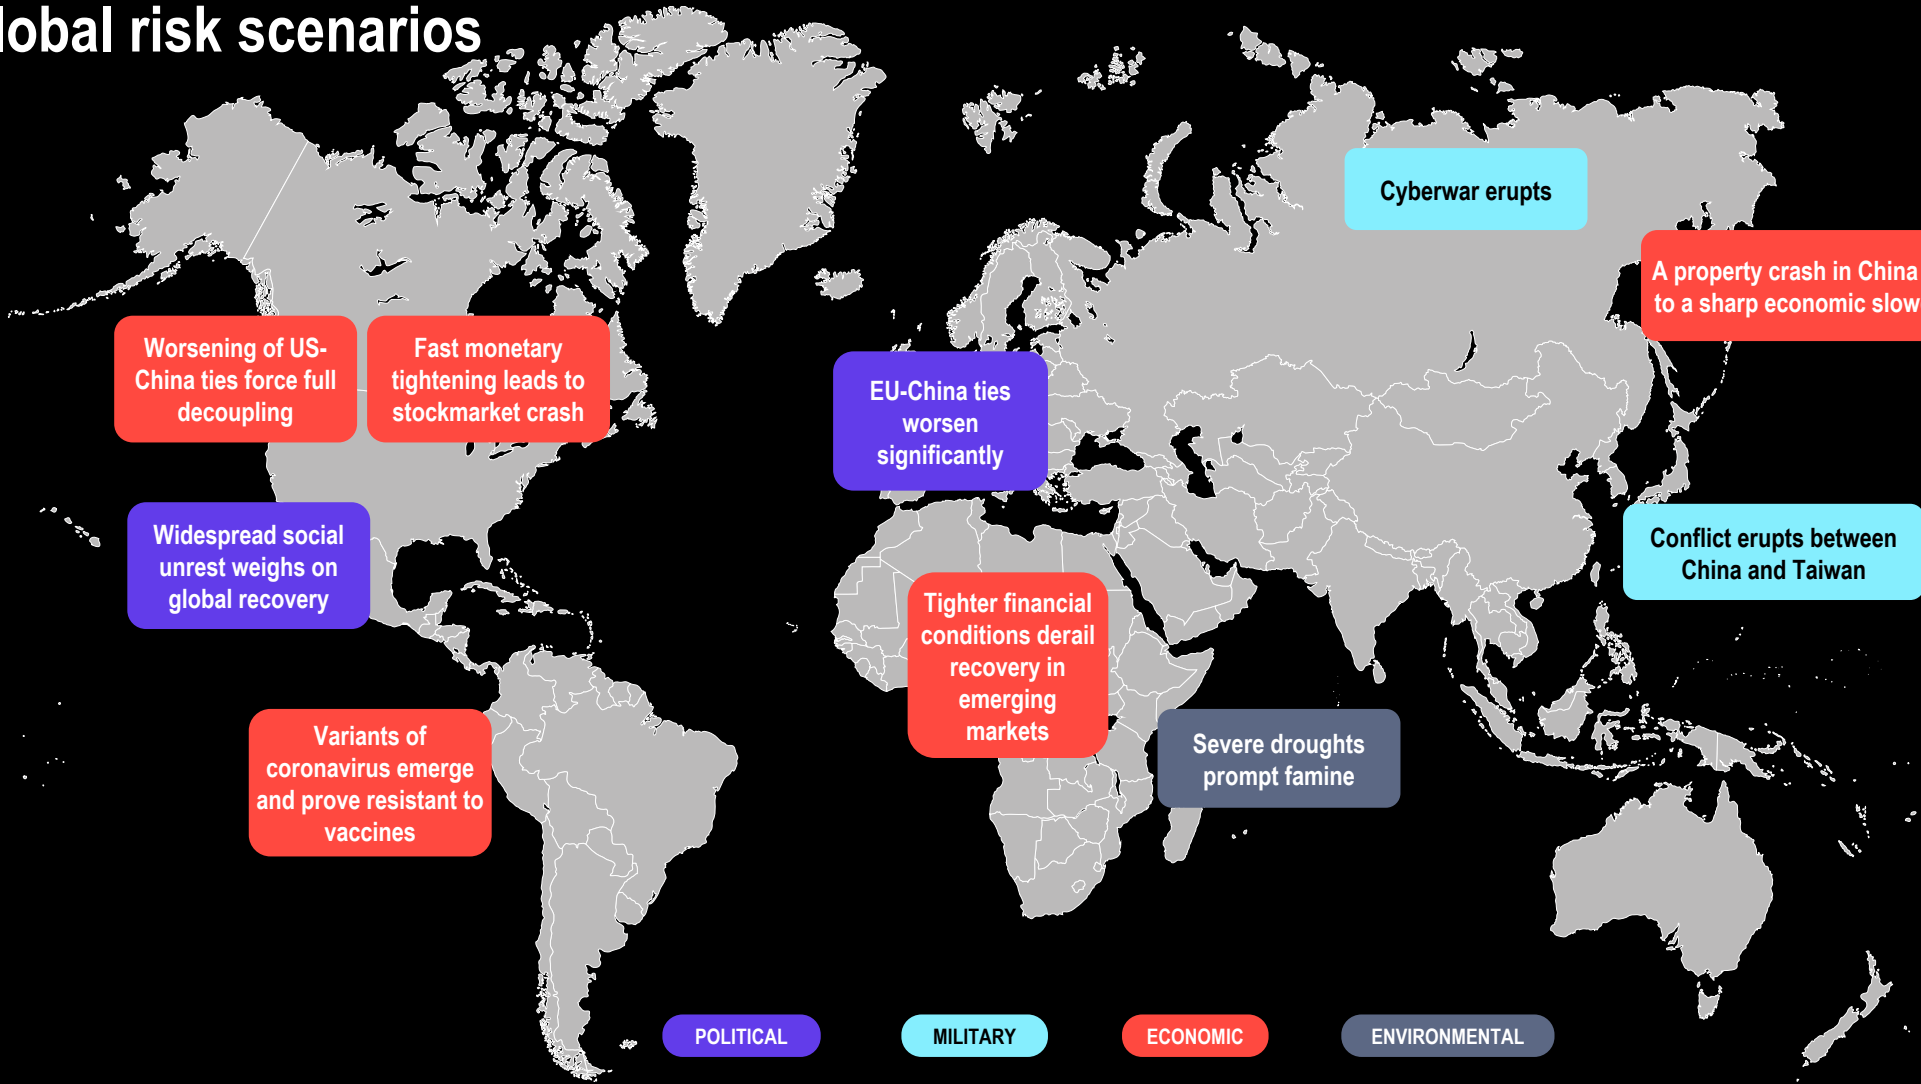 lobal risk scenarios
Cyberwar erupts
A property crash in China
to a sharp economic slow
Worsening of US-
China ties force full
decoupling
Fast monetary
tightening leads to
stockmarket crash
EU-China ties
worsen
significantly
Widespread social
unrest weighs on
global recovery
Conflict erupts between
China and Taiwan
Tighter financial
conditions derail
recovery in
emerging
markets
Variants of
coronavirus emerge
and prove resistant to
vaccines
Severe droughts
prompt famine
POLITICAL
MILITARY
ECONOMIC
ENVIRONMENTAL